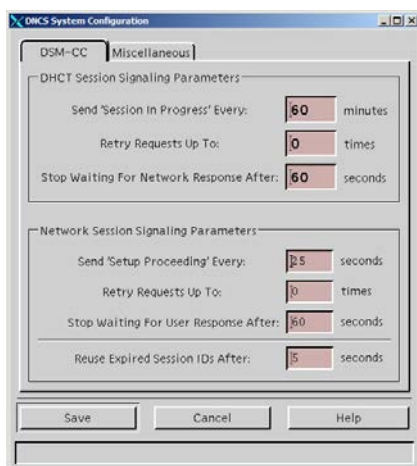 DNCS System Configuration
DSM-CC Miscellaneous
DHCT Session Signaling Parameters
Send 'Session In Progress' Every: 60 minutes
Retry Requests Up To: 0 times
Stop Waiting For Network Response After: 60 seconds
Network Session Signaling Parameters
Send 'Setup Proceeding' Every: 25 seconds
Retry Requests Up To: 0 times
Stop Waiting For User Response After: 60 seconds
Reuse Expired Session IDs After: 5 seconds
Save Cancel Help